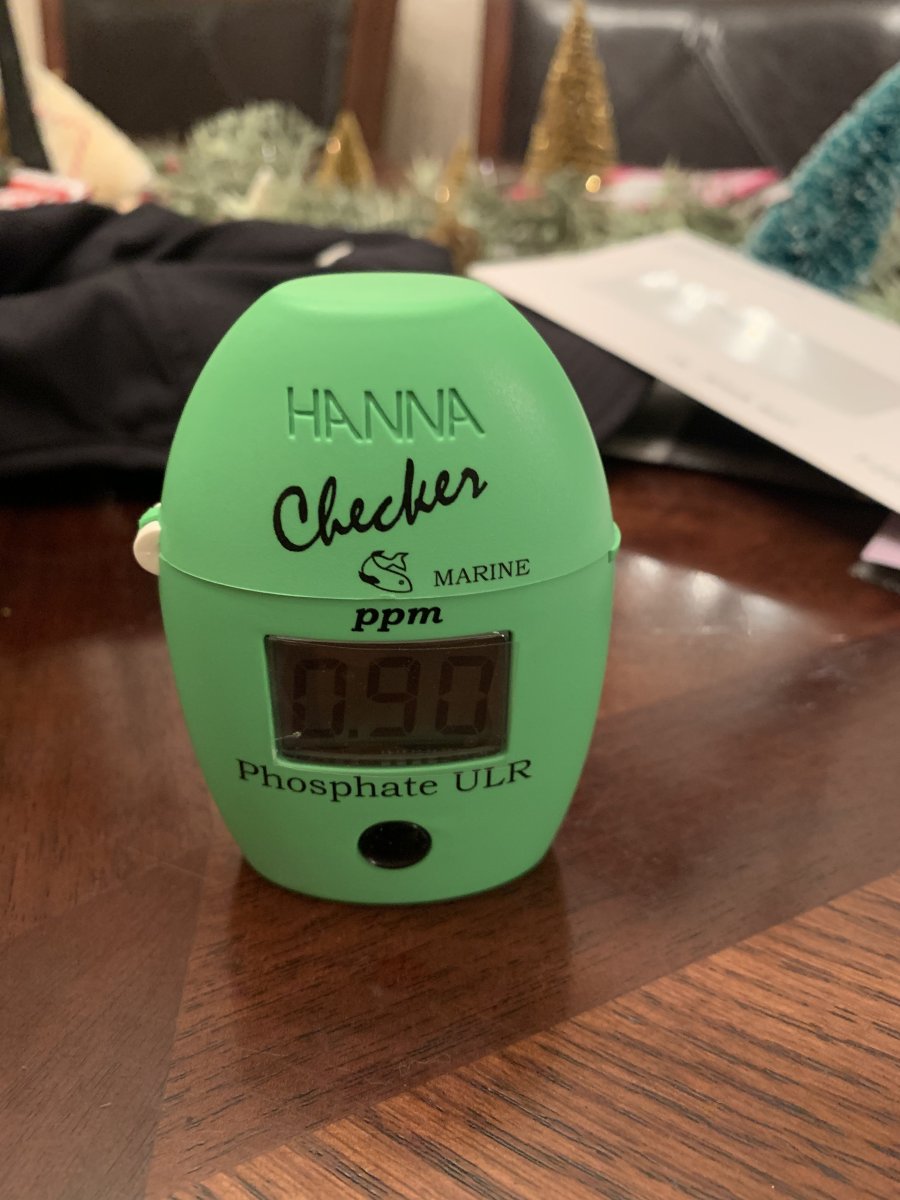 HANNA
Checker
MARINE
ppm
0.90
Phosphate ULR